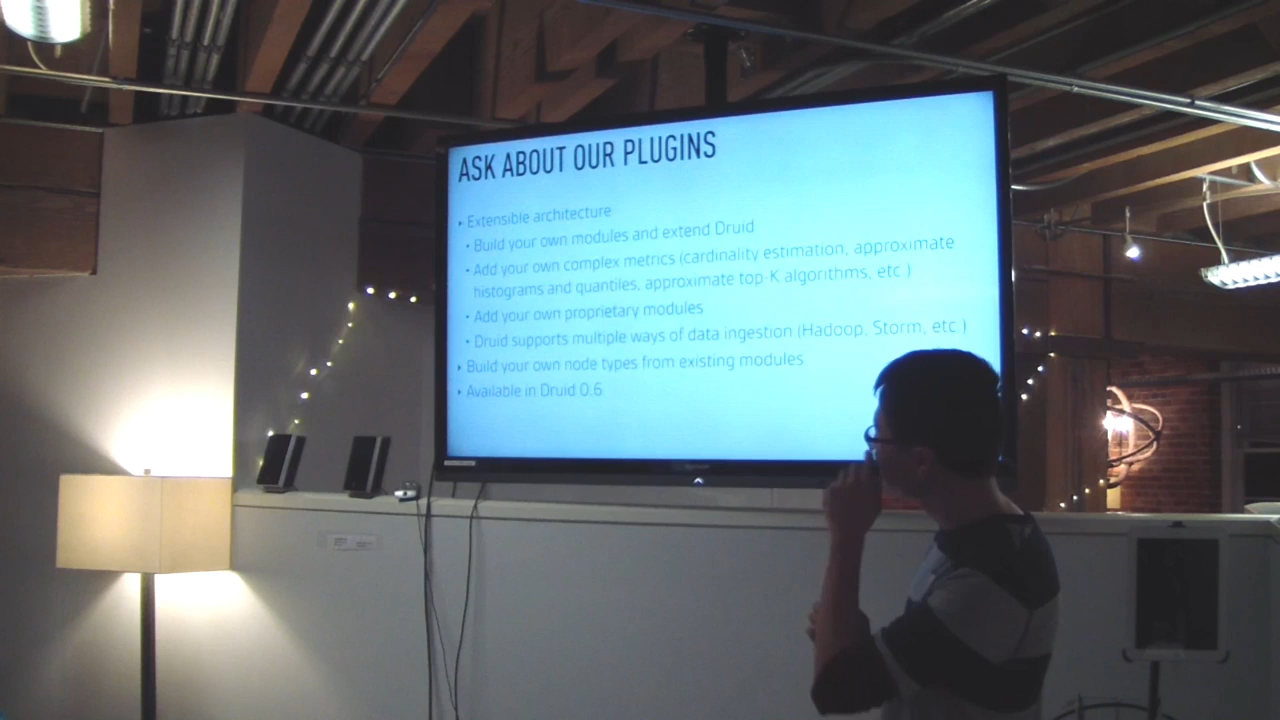 ASK ABOUT OUR PLUGINS
• Extensible architecture
• Build your own modules and extend Druid
• Add your own complex metrics (cardinality estimation, approximate
histograms and quantiles, approximate top-K algorithms, etc.)
• Add your own proprietary modules
• Druid supports multiple ways of data ingestion (Hadoop, Storm, etc.)
• Build your own node types from existing modules
• Available in Druid 0.6